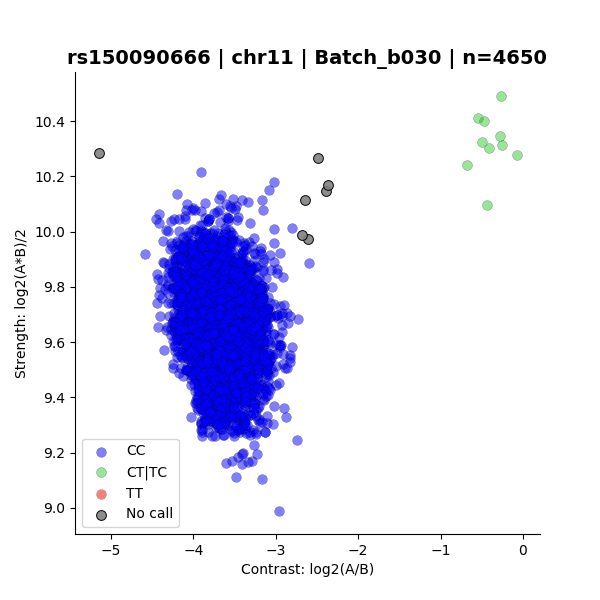 rs150090666 | chr11 | Batch_b030 | n=4650
Strength: log2(A*B)/2
10.4
10.2
10.0
9.8
9.6
9.4
9.2
9.0
CC
CT|TC
TT
No call
−5
−4
−3
−2
−1
0
Contrast: log2(A/B)